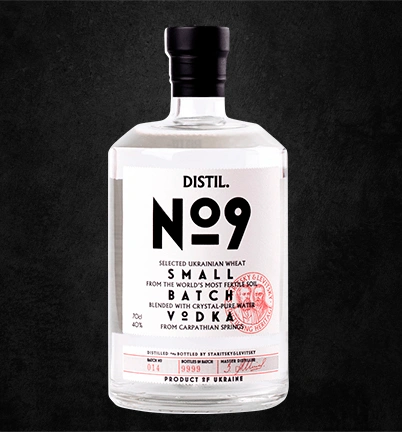 DISTIL.
Nº9
SELECTED UKRAINIAN WHEAT
SMALL
FROM THE WORLD'S MOST FERTILE SOIL
BATCH
BLENDED WITH CRYSTAL-PURE WATER
VºDKA
FROM CARPATHIAN SPRINGS
70cl
40%
DISTILLED BOTTLED BY STARITSKY&LEVITSKY
BATCH Nº
014
BOTTLES IN BATCH
9999
MASTER DISTILLER
PRODUCT OF UKRAINE